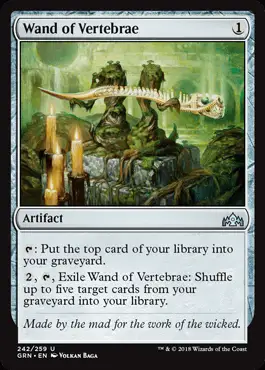 Wand of Vertebrae 1
Artifact
: Put the top card of your library into
your graveyard.
2, , Exile Wand of Vertebrae: Shuffle
up to five target cards from your
graveyard into your library.
Made by the mad for the work of the wicked.
242/259 U
GRN • EN VOLKAN BAGA
™ & © 2018 Wizards of the Coast